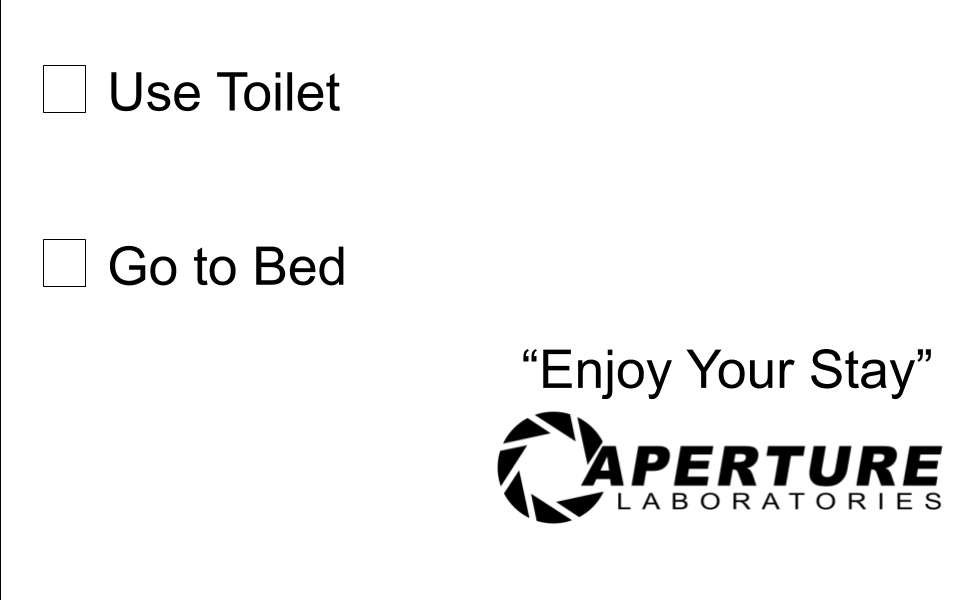 Use Toilet
Go to Bed
“Enjoy Your Stay”
APERTURE
LABORATORIES